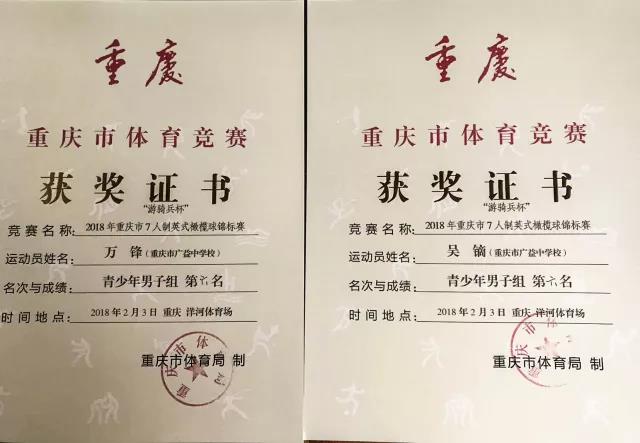 重慶
重庆市体育竞赛
获奖证书
"游骑兵杯"
竞赛名称：2018年重庆市7人制英式橄榄球锦标赛
运动员姓名：万锋（重庆市广益中学校）
名次与成绩：青少年男子组 第六名
时间地点：2018年2月3日 重庆 洋河体育场
重庆市体育局 制
重庆市体育局
重慶
重庆市体育竞赛
获奖证书
"游骑兵杯"
竞赛名称：2018年重庆市7人制英式橄榄球锦标赛
运动员姓名：吴镝（重庆市广益中学校）
名次与成绩：青少年男子组 第六名
时间地点：2018年2月3日 重庆 洋河体育场
重庆市体育局 制